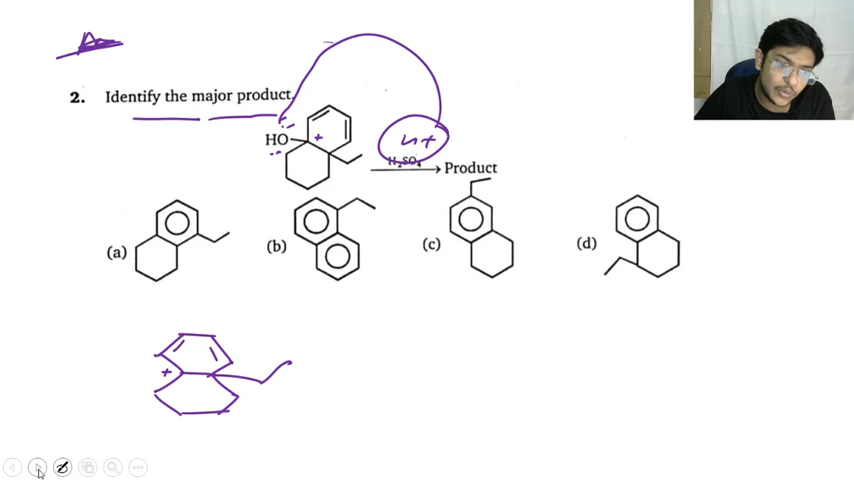 2. Identify the major product.
HO
+
H+
H₂SO₄
Product
(a)
(b)
(c)
(d)
+